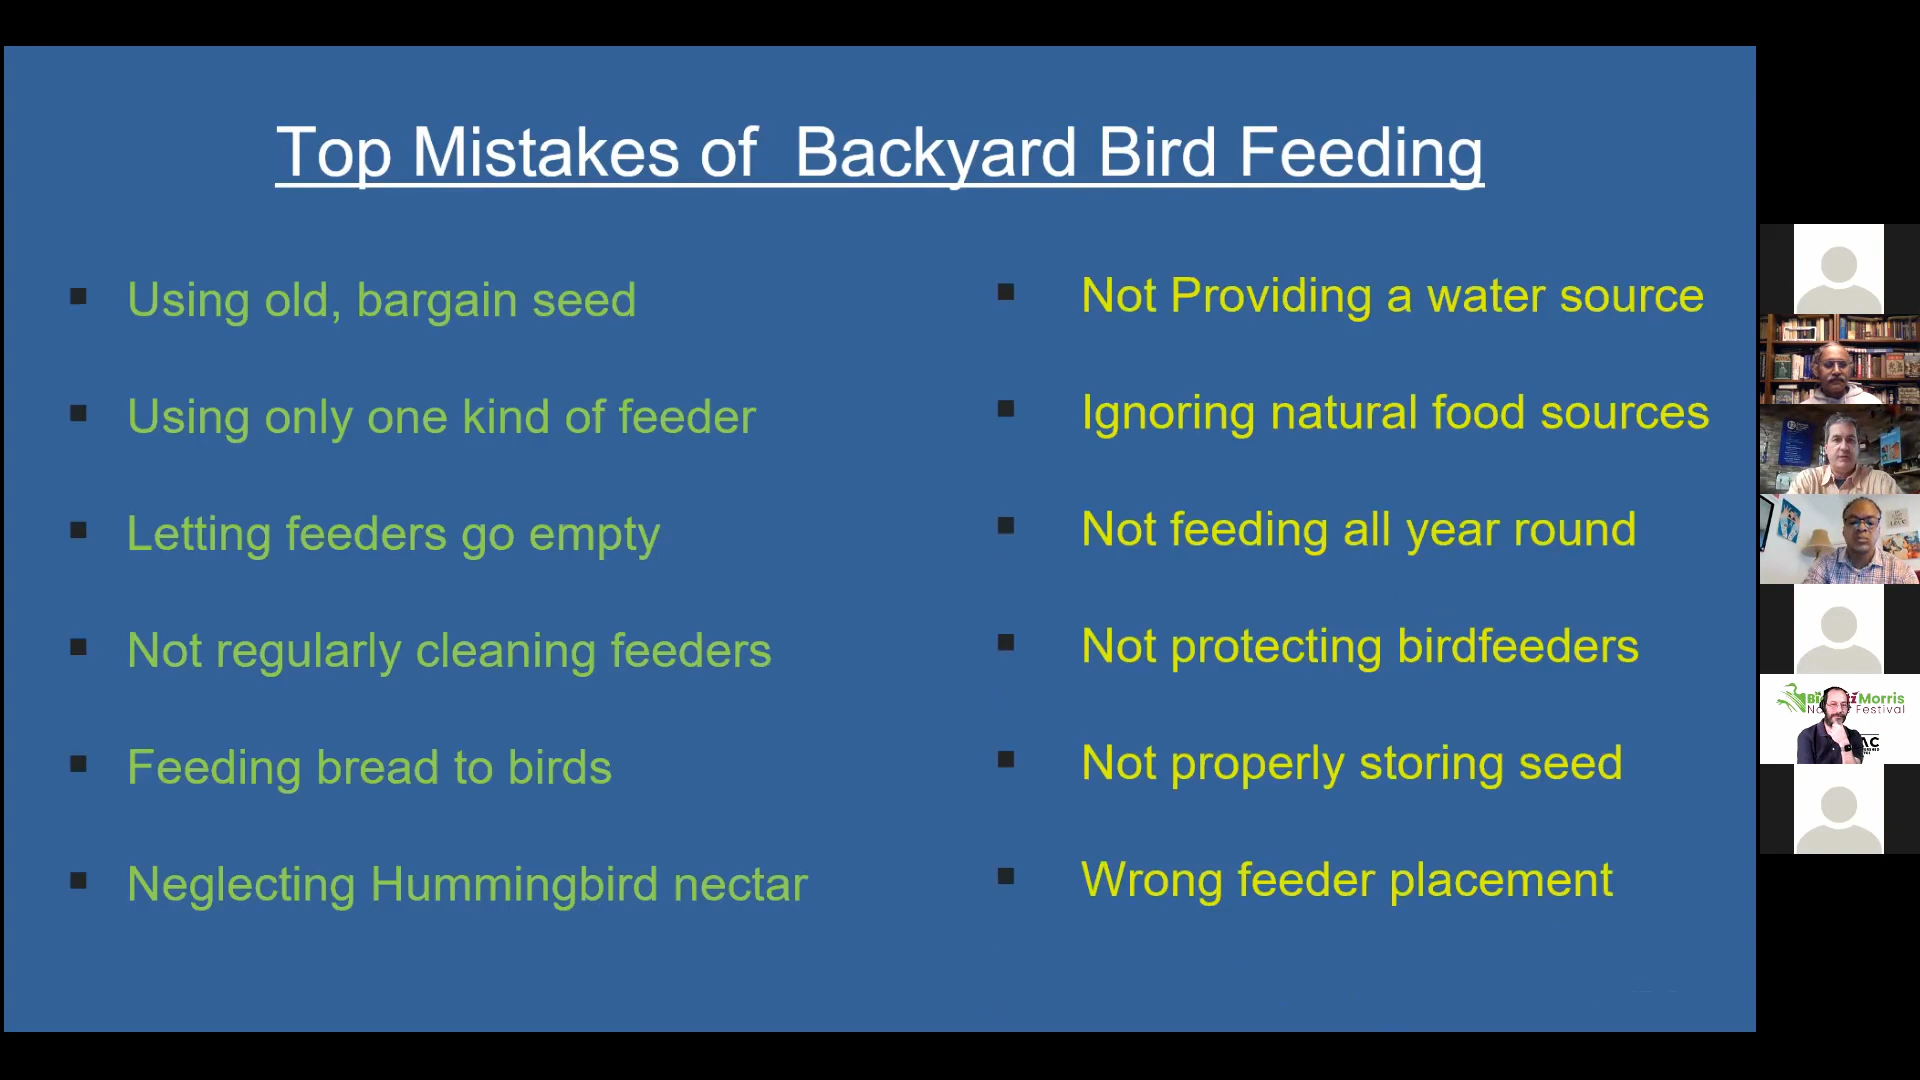 Top Mistakes of  Backyard Bird Feeding
Using old, bargain seed
Using only one kind of feeder
Letting feeders go empty
Not regularly cleaning feeders
Feeding bread to birds
Neglecting Hummingbird nectar
Not Providing a water source
Ignoring natural food sources
Not feeding all year round
Not protecting birdfeeders
Not properly storing seed
Wrong feeder placement
Morris
Festival